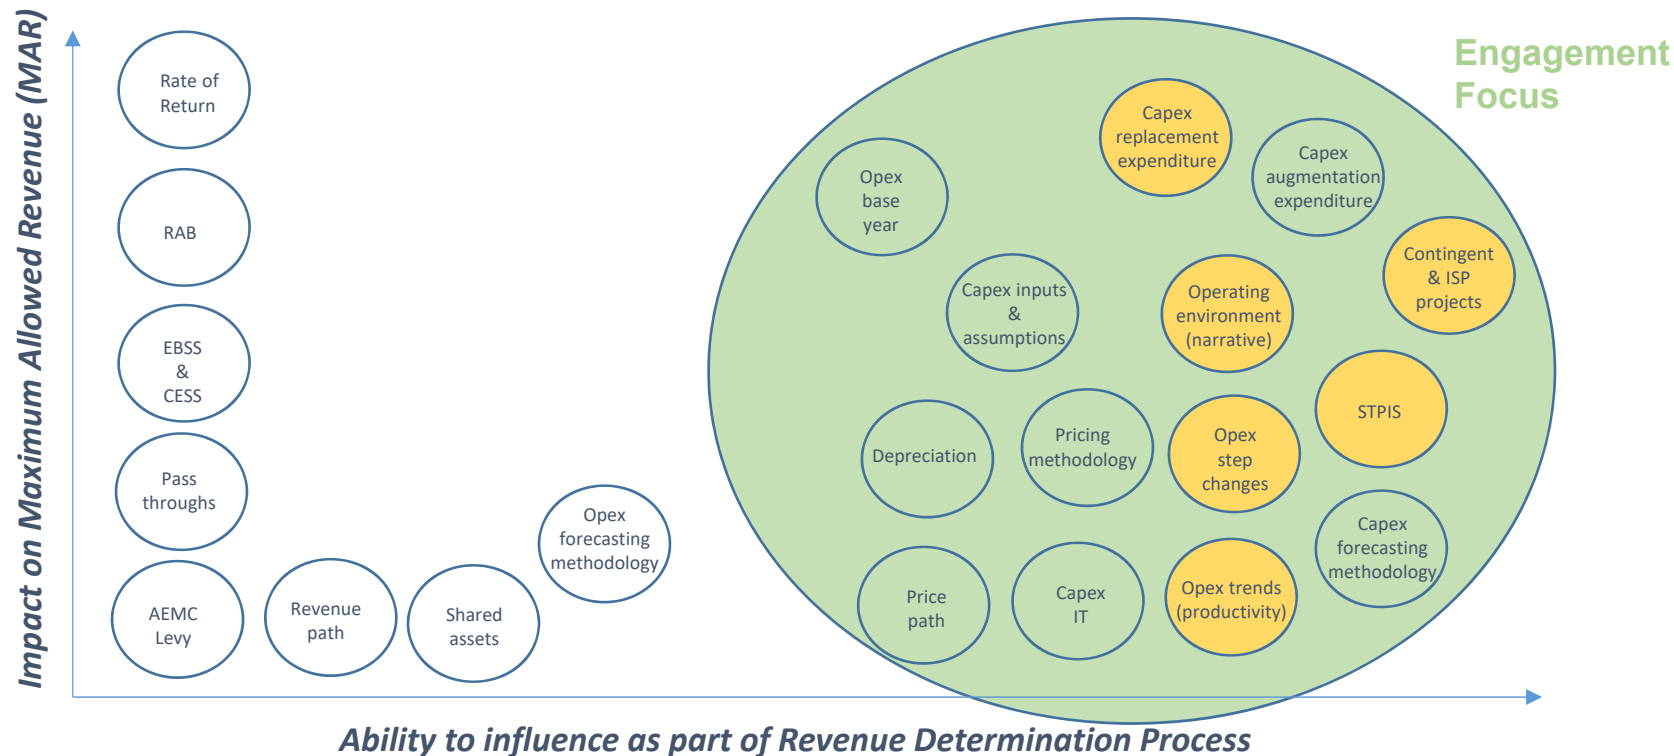 Impact on Maximum Allowed Revenue (MAR)
Engagement
Focus
Rate of
Return
RAB
EBSS
&
CESS
Pass
throughs
AEMC
Levy
Revenue
path
Shared
assets
Opex
forecasting
methodology
Opex
base
year
Capex
replacement
expenditure
Capex
augmentation
expenditure
Contingent
& ISP
projects
Capex inputs
&
assumptions
Operating
environment
(narrative)
STPIS
Depreciation
Pricing
methodology
Opex
step
changes
Capex
forecasting
methodology
Price
path
Capex
IT
Opex trends
(productivity)
Ability to influence as part of Revenue Determination Process